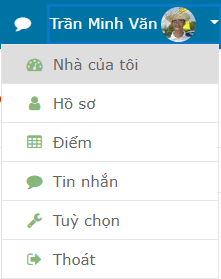 Trần Minh Văn
Nhà của tôi
Hồ sơ
Điểm
Tin nhắn
Tuỳ chọn
Thoát